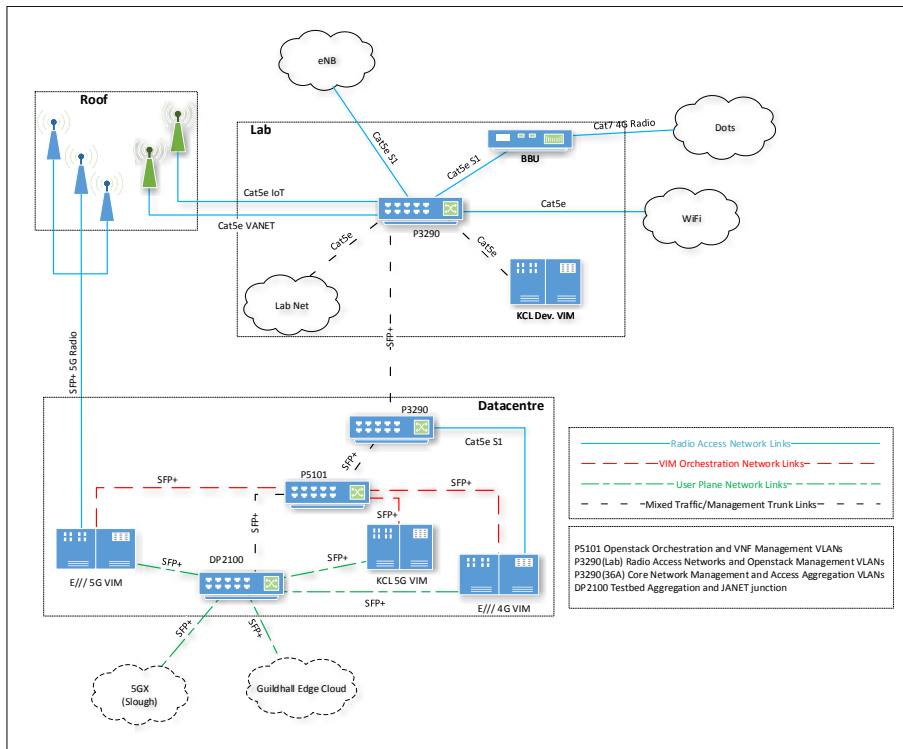 eNB
Roof
Lab
Cat7 4G Radio
Dots
BBU
Cat5e S1
Cat5e S1
Cat5e IoT
Cat5e
WiFi
Cat5e VANET
P3290
Cat5e
Cat5e
Lab Net
KCL Dev. VIM
SFP+
SFP+ 5G Radio
Datacentre
P3290
Cat5e S1
SFP+
P5101
SFP+
SFP+
SFP+
SFP+
DP2100
SFP+
SFP+
E/// 5G VIM
KCL 5G VIM
SFP+
E/// 4G VIM
SFP+
SFP+
5GX
(Slough)
Guildhall Edge Cloud
Radio Access Network Links
VIM Orchestration Network Links
User Plane Network Links
Mixed Traffic/Management Trunk Links
P5101 Openstack Orchestration and VNF Management VLANs
P3290(Lab) Radio Access Networks and Openstack Management VLANs
P3290(36A) Core Network Management and Access Aggregation VLANs
DP2100 Testbed Aggregation and JANET junction